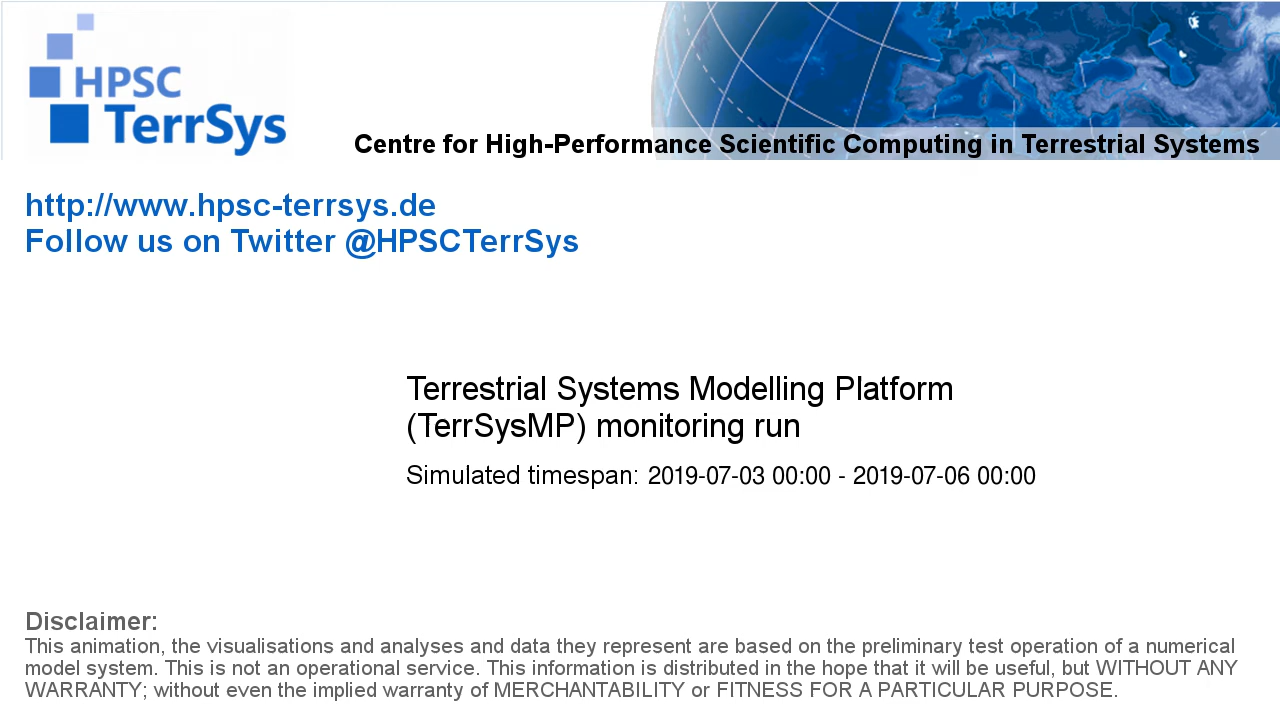 HPSC
TerrSys
Centre for High-Performance Scientific Computing in Terrestrial Systems
http://www.hpsc-terrsys.de
Follow us on Twitter @HPSCTerrSys
Terrestrial Systems Modelling Platform
(TerrSysMP) monitoring run
Simulated timespan: 2019-07-03 00:00 - 2019-07-06 00:00
Disclaimer:
This animation, the visualisations and analyses and data they represent are based on the preliminary test operation of a numerical
model system. This is not an operational service. This information is distributed in the hope that it will be useful, but WITHOUT ANY
WARRANTY; without even the implied warranty of MERCHANTABILITY or FITNESS FOR A PARTICULAR PURPOSE.